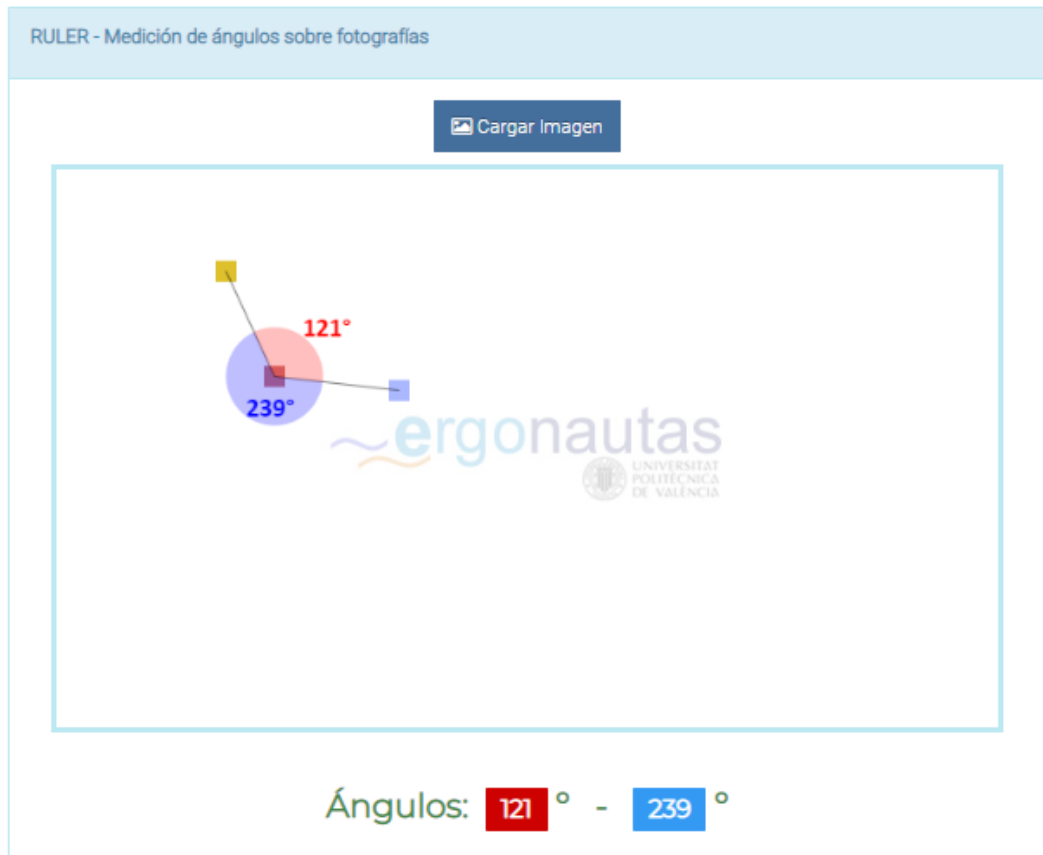 RULER - Medición de ángulos sobre fotografías
Cargar Imagen
121°
239°
ergonautas
UNIVERSITAT
POLITÈCNICA
DE VALÈNCIA
Ángulos: 121 ° - 239 °